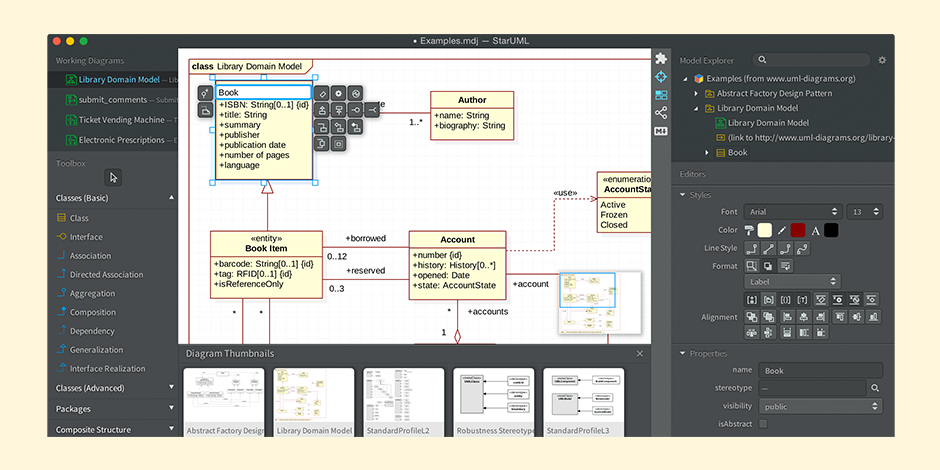 Examples.mdj — StarUML
Working Diagrams
Library Domain Model — Lib
submit_comments — Submit
Ticket Vending Machine —
Electronic Prescriptions — E
Toolbox
Classes (Basic)
Class
Interface
Association
Directed Association
Aggregation
Composition
Dependency
Generalization
Interface Realization
Classes (Advanced)
Packages
Composite Structure
class Library Domain Model
Book
+ISBN: String[0..1] {id}
+title: String
+summary
+publisher
+publication date
+number of pages
+language
1..*
Author
+name: String
+biography: String
«enumeratio
AccountSta
Active
Frozen
Closed
«use»
«entity»
Book Item
+barcode: String[0..1] {id}
+tag: RFID[0..1] {id}
+isReferenceOnly
+borrowed
0..12
+reserved
0..3
Account
+number {id}
+history: History[0..*]
+opened: Date
+state: AccountState
+account
* *
* +accounts
1
Diagram Thumbnails
Abstract Factory Design
Library Domain Model
StandardProfileL2
Robustness Stereotype
StandardProfileL3
Model Explorer
Examples (from www.uml-diagrams.org)
Abstract Factory Design Pattern
Library Domain Model
Library Domain Model
(link to http://www.uml-diagrams.org/library-
Book
Editors
Styles
Font Arial 13
Color A
Line Style
Format
Label
Alignment
Properties
name Book
stereotype —
visibility public
isAbstract